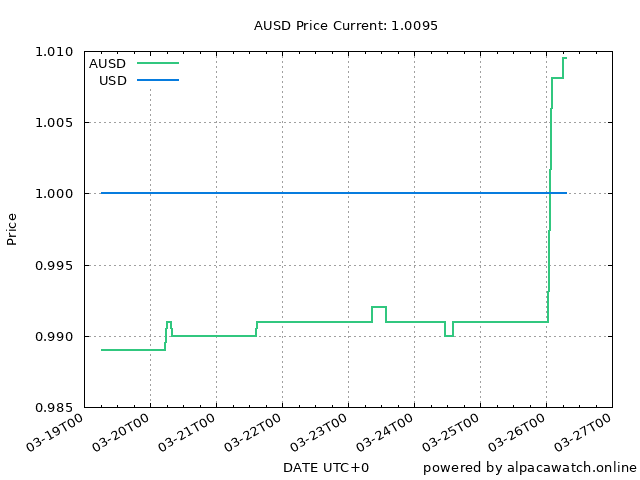 AUSD Price Current: 1.0095
1.010
AUSD
USD
1.005
1.000
Price
0.995
0.990
0.985
03-19T00
03-20T00
03-21T00
03-22T00
03-23T00
03-24T00
03-25T00
03-26T00
03-27T00
DATE UTC+0
powered by alpacawatch.online